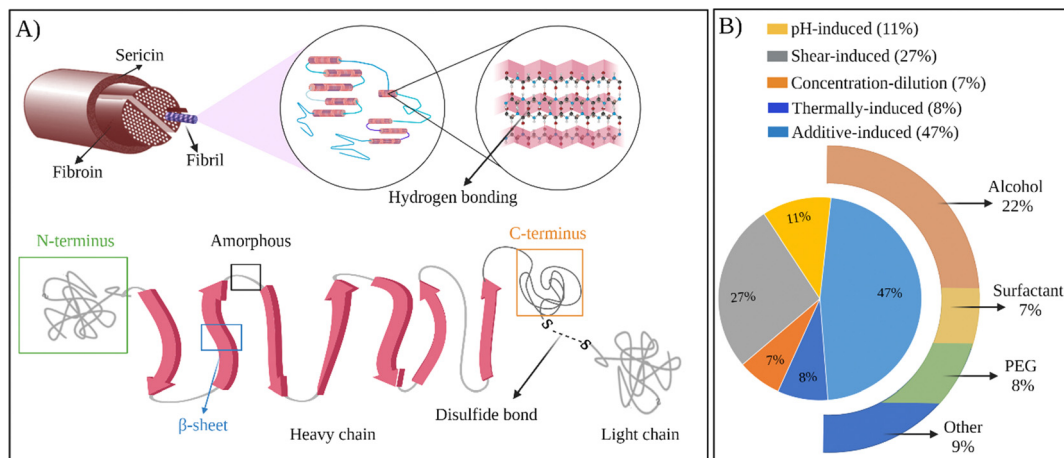 A)
Sericin
Fibroin
Fibril
Hydrogen bonding
N-terminus
Amorphous
C-terminus
S
S
β-sheet
Heavy chain
Disulfide bond
Light chain
B)
pH-induced (11%)
Shear-induced (27%)
Concentration-dilution (7%)
Thermally-induced (8%)
Additive-induced (47%)
11%
27%
47%
7%
8%
Alcohol
22%
Surfactant
7%
PEG
8%
Other
9%